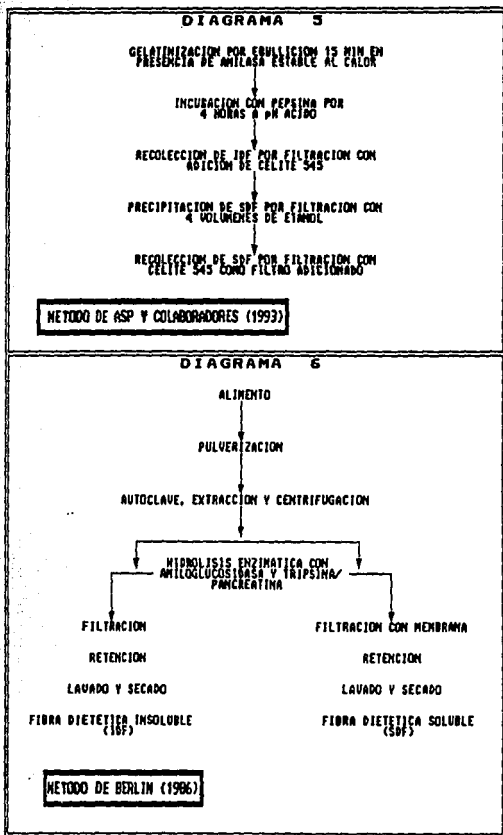 DIAGRAMA 5
GELATINIZACION POR EBULLICION 15 MIN EN
PRESENCIA DE AMILASA ESTABLE AL CALOR
INCUBACION CON PEPSINA POR
4 HORAS A pH ACIDO
RECOLECCION DE IDF POR FILTRACION CON
ADICION DE CELITE 545
PRECIPITACION DE SDF POR FILTRACION CON
4 VOLUMENES DE ETANOL
RECOLECCION DE SDF POR FILTRACION CON
CELITE 545 COMO FILTRO ADICIONADO
METODO DE ASP Y COLABORADORES (1993)
DIAGRAMA 6
ALIMENTO
PULVERIZACION
AUTOCLAVE, EXTRACCION Y CENTRIFUGACION
HIDROLISIS ENZIMATICA CON
AMILOGLUCOSIDASA Y TRIPSINA/
PANCREATINA
FILTRACION
FILTRACION CON MEMBRANA
RETENCION
RETENCION
LAVADO Y SECADO
LAVADO Y SECADO
FIBRA DIETETICA INSOLUBLE
(IDF)
FIBRA DIETETICA SOLUBLE
(SDF)
METODO DE BERLIN (1986)